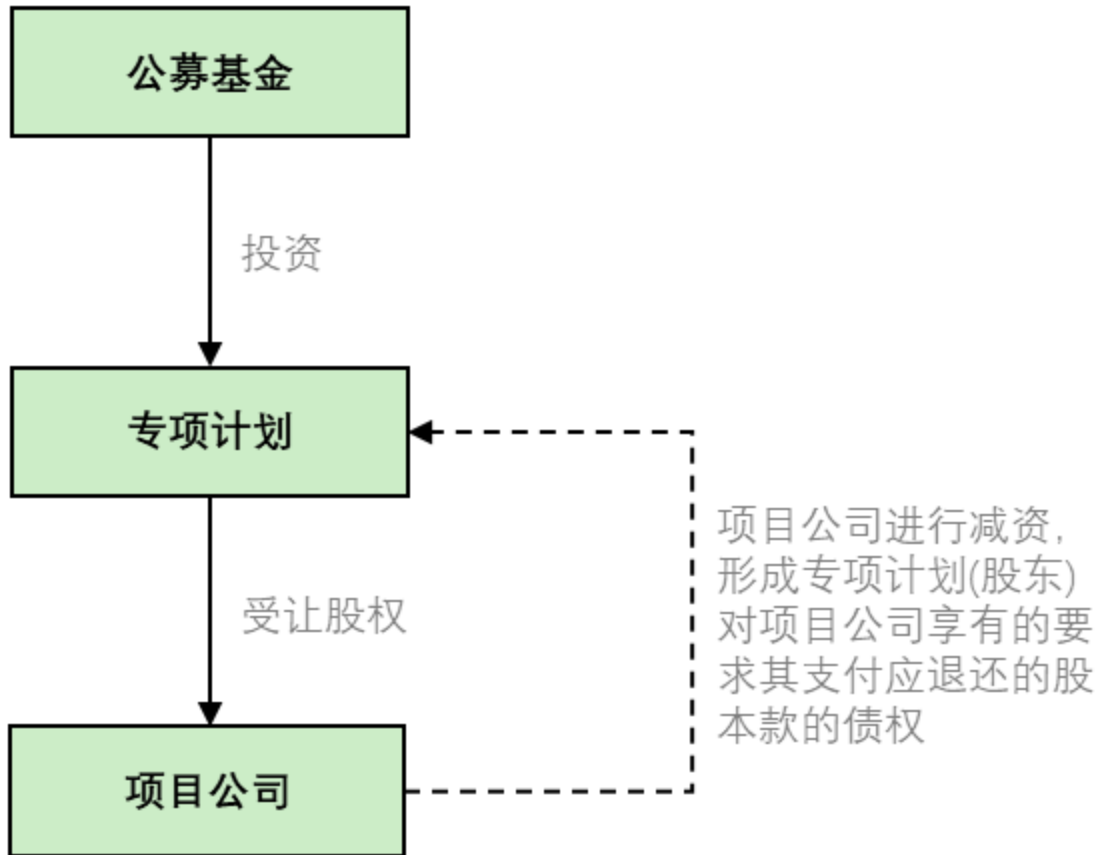 公募基金
投资
专项计划
项目公司进行减资,
形成专项计划(股东)
对项目公司享有的要
求其支付应退还的股
本款的债权
受让股权
项目公司